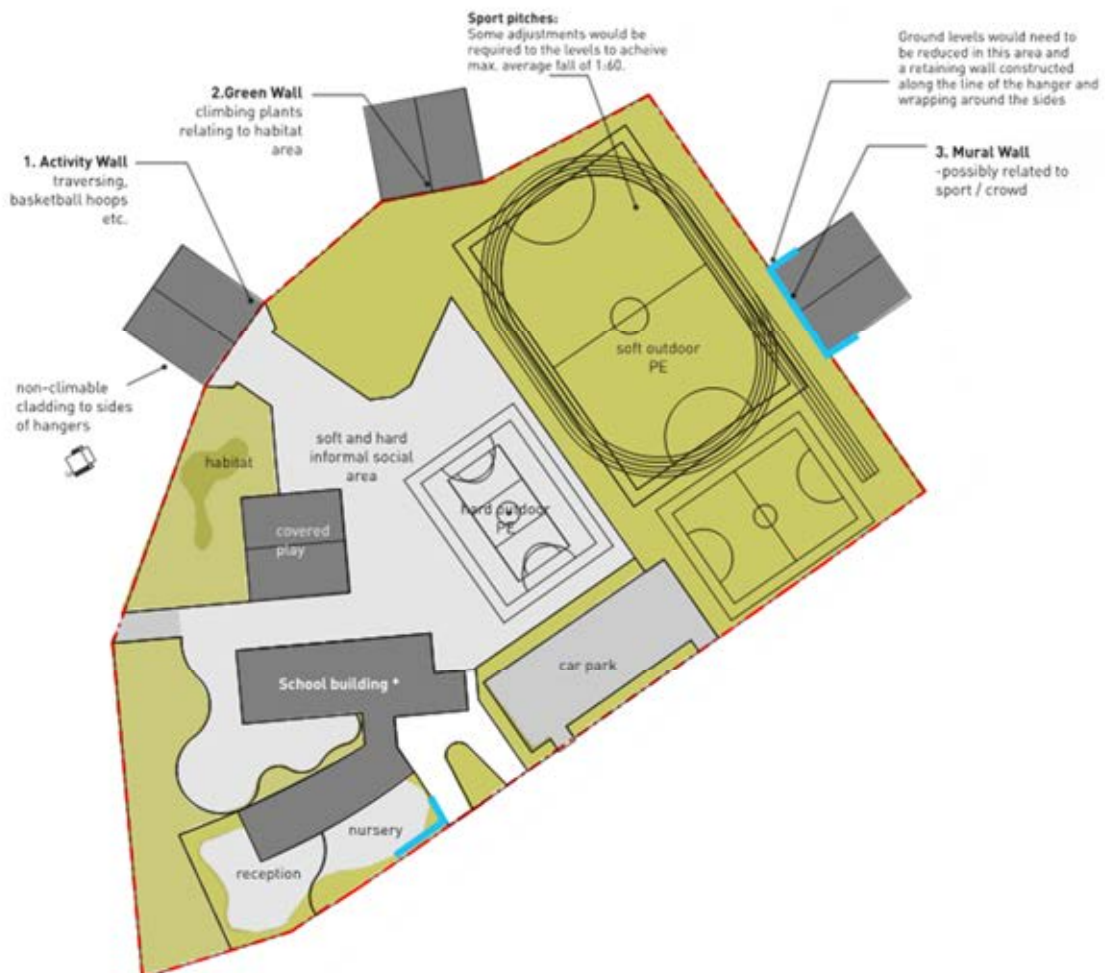 Sport pitches:
Some adjustments would be
required to the levels to acheive
max. average fall of 1:60.
Ground levels would need to
be reduced in this area and
a retaining wall constructed
along the line of the hanger and
wrapping around the sides
2.Green Wall
climbing plants
relating to habitat
area
1. Activity Wall
traversing,
basketball hoops
etc.
3. Mural Wall
-possibly related to
sport / crowd
soft outdoor
PE
non-climable
cladding to sides
of hangers
soft and hard
informal social
area
habitat
hard outdoor
PE
covered
play
car park
School building *
nursery
reception